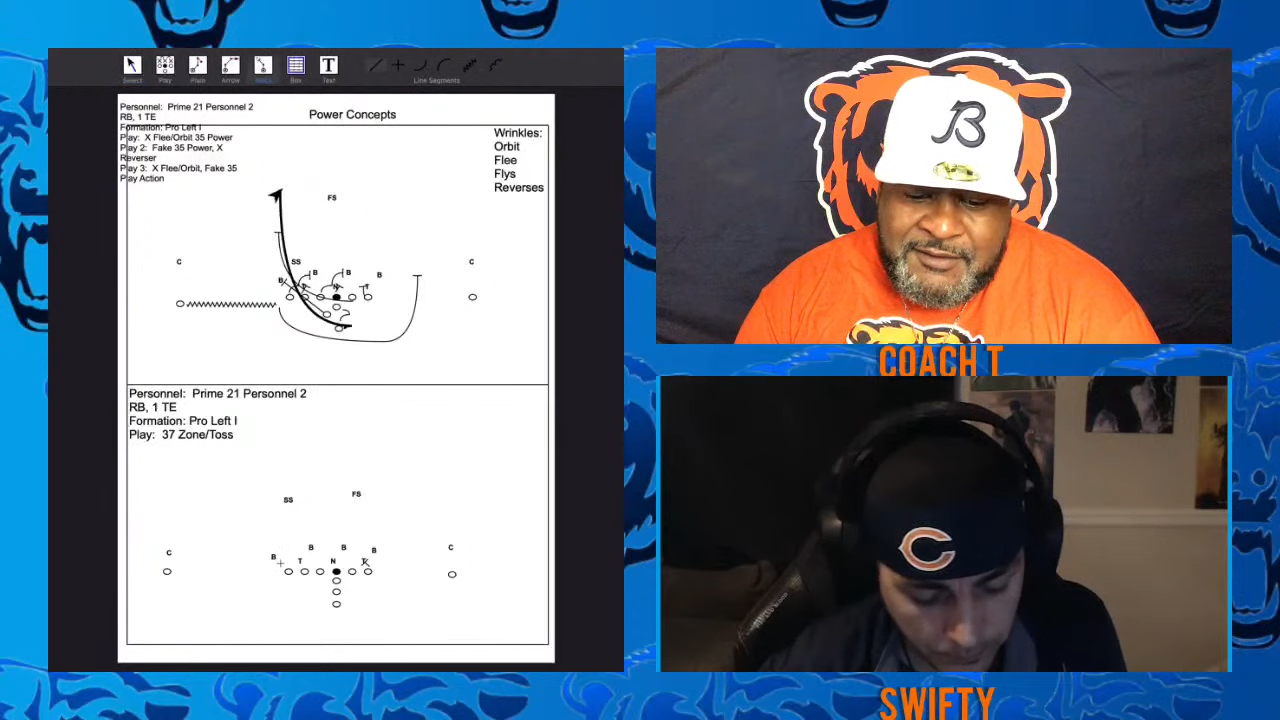 Select
Play
Plain
Arrow
Box
Text
Line Segments
Personnel: Prime 21 Personnel 2
RB, 1 TE
Formation: Pro Left I
Play: X Flee/Orbit 35 Power
Play 2: Fake 35 Power, X
Reverser
Play 3: X Flee/Orbit, Fake 35
Play Action
Power Concepts
Wrinkles:
Orbit
Flee
Flys
Reverses
FS
C
SS
C
B
B
B
B
T
Personnel: Prime 21 Personnel 2
RB, 1 TE
Formation: Pro Left I
Play: 37 Zone/Toss
SS
FS
C
B
T
B
N
B
B
C
B
COACH T
C
SWIFTY